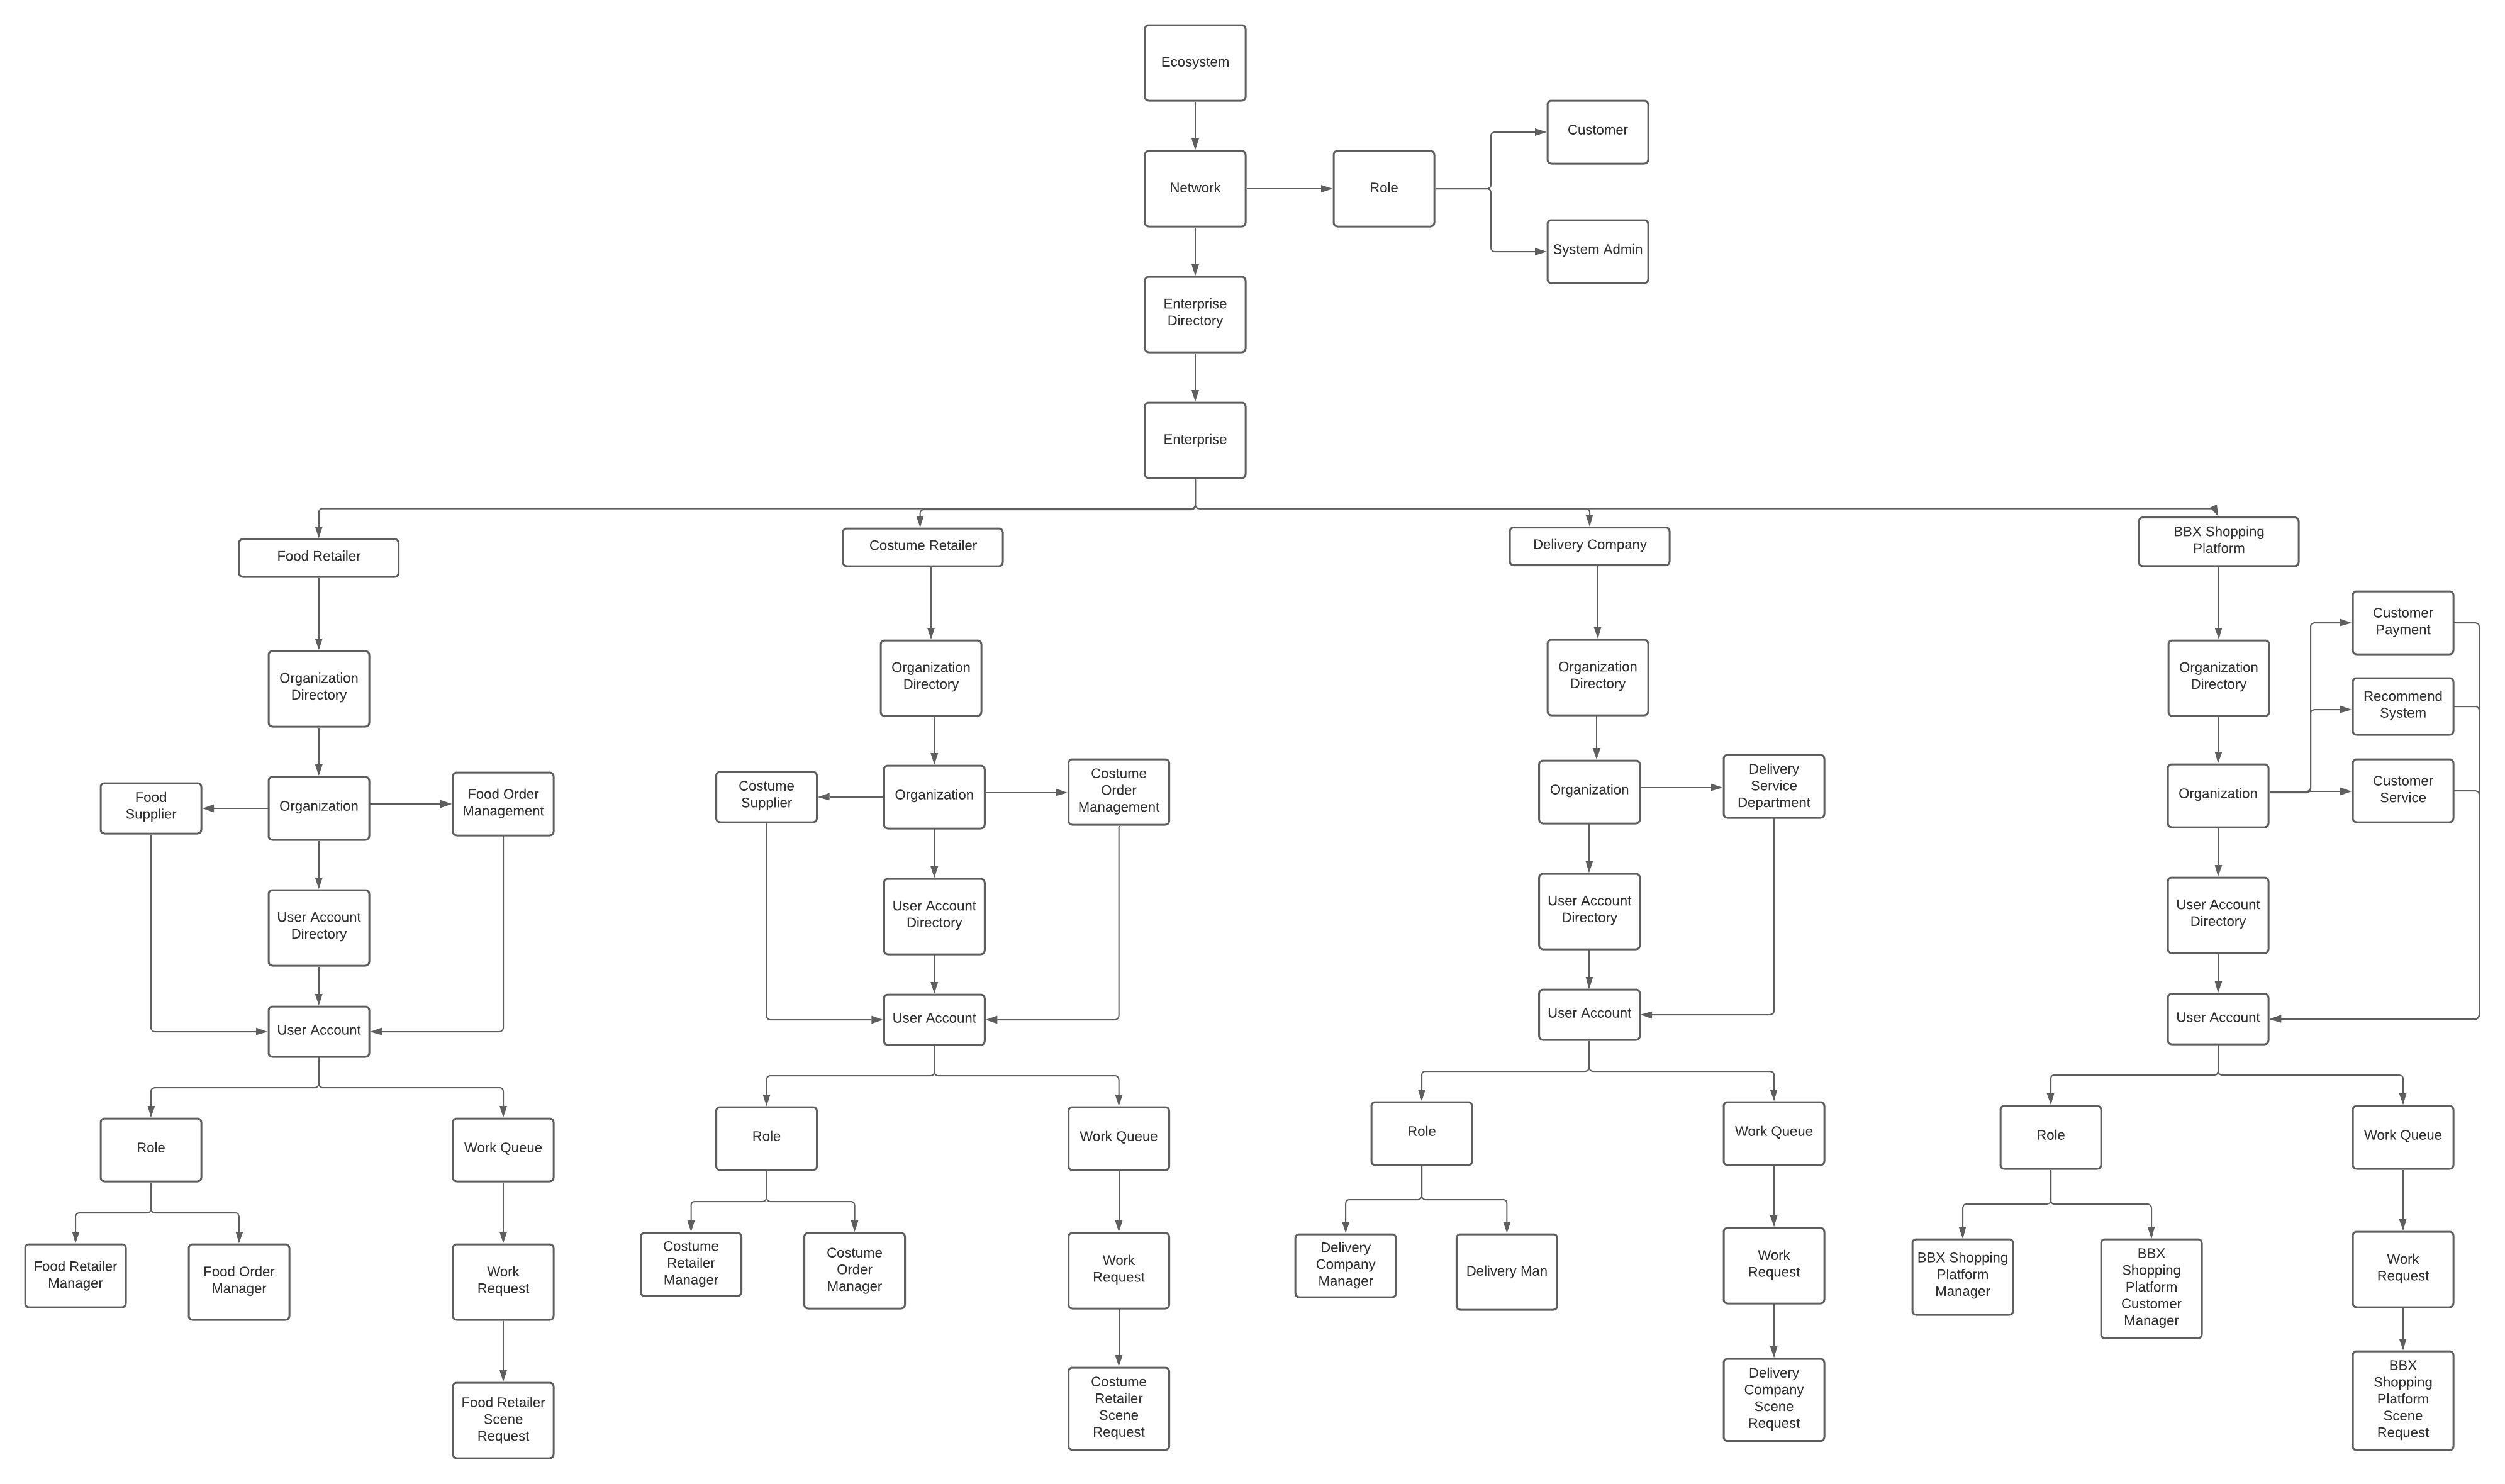 Ecosystem
Customer
Network
Role
System Admin
Enterprise
Directory
Enterprise
Food Retailer
Costume Retailer
Delivery Company
BBX Shopping
Platform
Customer
Payment
Organization
Directory
Organization
Directory
Organization
Directory
Organization
Directory
Recommend
System
Food
Supplier
Organization
Food Order
Management
Costume
Supplier
Organization
Costume
Order
Management
Organization
Delivery
Service
Department
Organization
Customer
Service
User Account
Directory
User Account
Directory
User Account
Directory
User Account
Directory
User Account
User Account
User Account
User Account
Role
Work Queue
Role
Work Queue
Role
Work Queue
Role
Work Queue
Food Retailer
Manager
Food Order
Manager
Work
Request
Costume
Retailer
Manager
Costume
Order
Manager
Work
Request
Delivery
Company
Manager
Delivery Man
Work
Request
BBX Shopping
Platform
Manager
BBX
Shopping
Platform
Customer
Manager
Work
Request
Food Retailer
Scene
Request
Costume
Retailer
Scene
Request
Delivery
Company
Scene
Request
BBX
Shopping
Platform
Scene
Request